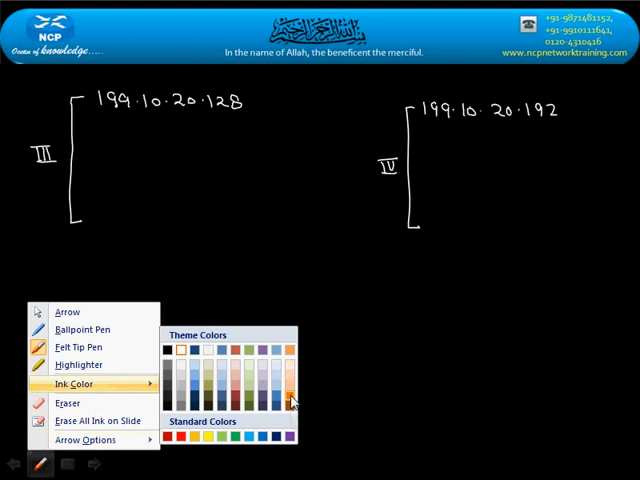 NCP
Ocean of knowledge.....
بسم الله الرحمن الرحيم
In the name of Allah, the beneficent the merciful.
+91-9871481152,
+91-9910111641,
0120-4310416
www.ncpnetworktraining.com
III
199.10.20.128
IV
199.10.20.192
Arrow
Ballpoint Pen
Felt Tip Pen
Highlighter
Ink Color
Eraser
Erase All Ink on Slide
Arrow Options
Theme Colors
Standard Colors